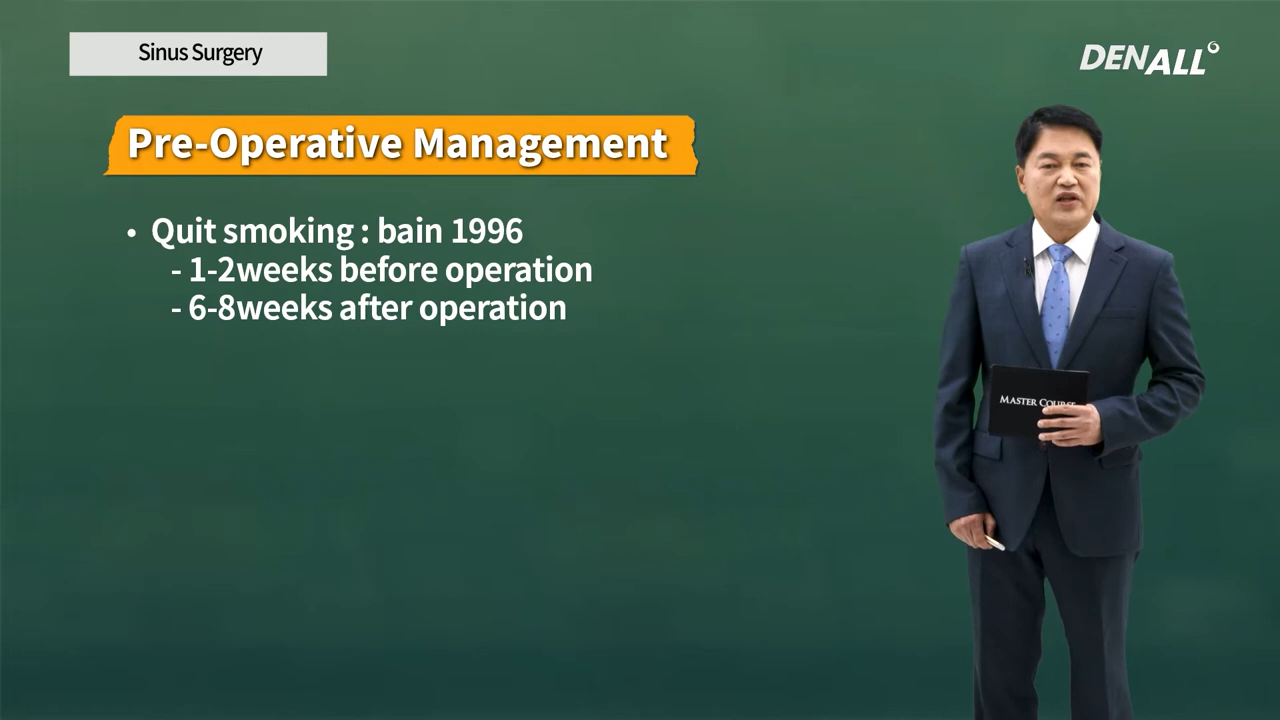 Sinus Surgery
DENALL
Pre-Operative Management
• Quit smoking : bain 1996
- 1-2weeks before operation
- 6-8weeks after operation
MASTER COURSE